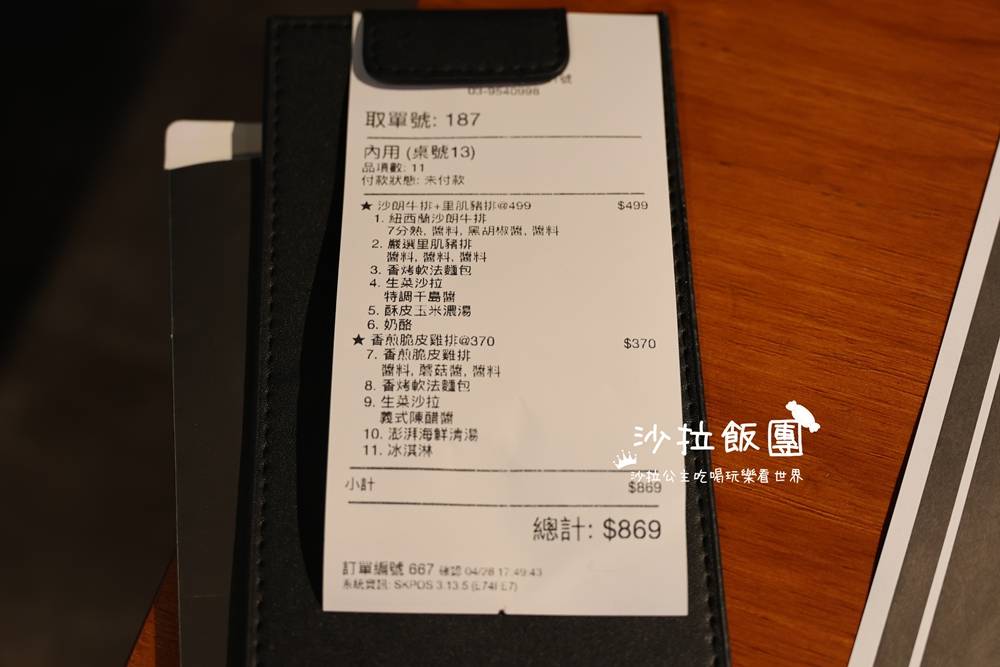 號
03-9540998
取單號: 187
內用 (桌號13)
品項數: 11
付款狀態: 未付款
★ 沙朗牛排+里肌豬排@499 $499
1. 紐西蘭沙朗牛排
7分熟, 醬料, 黑胡椒醬, 醬料
2. 嚴選里肌豬排
醬料, 醬料, 醬料
3. 香烤軟法麵包
4. 生菜沙拉
特調千島醬
5. 酥皮玉米濃湯
6. 奶酪
★ 香煎脆皮雞排@370 $370
7. 香煎脆皮雞排
醬料, 蘑菇醬, 醬料
8. 香烤軟法麵包
9. 生菜沙拉
義式陳醋醬
10. 澎湃海鮮清湯
11. 冰淇淋
小計 $869
總計: $869
訂單編號 667 確認 04/28 17:49:43
系統資訊: SKPOS 3.13.5
沙拉飯團
沙拉公主吃喝玩樂看世界